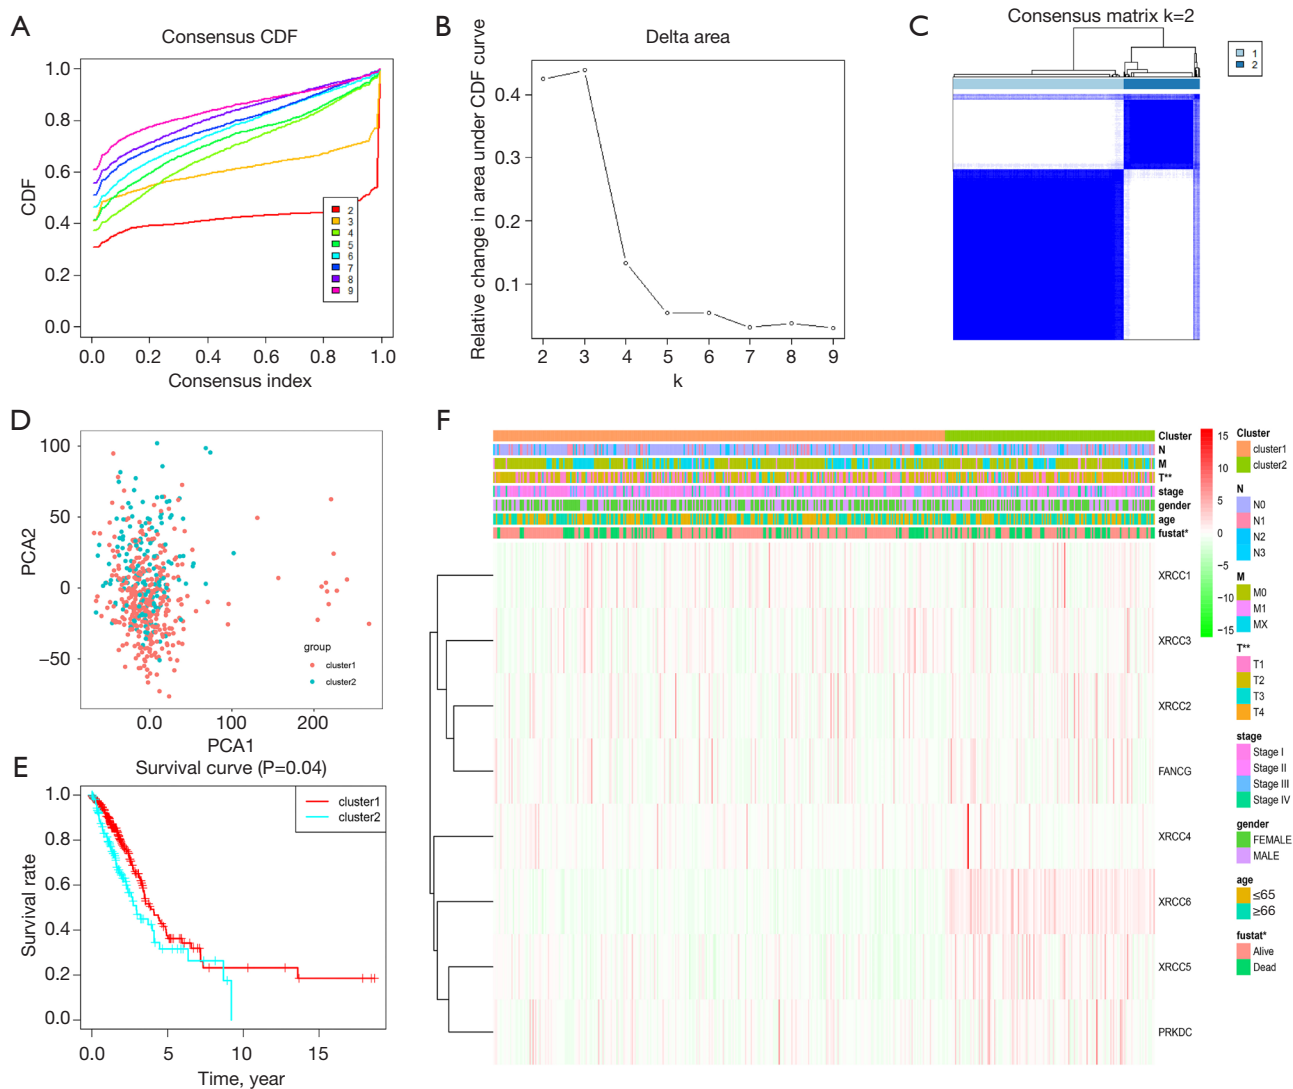 A
Consensus CDF
CDF
1.0
0.8
0.6
0.4
0.2
0.0
0.0 0.2 0.4 0.6 0.8 1.0
Consensus index
2
3
4
5
6
7
8
9
B
Delta area
Relative change in area under CDF curve
0.4
0.3
0.2
0.1
2 3 4 5 6 7 8 9
k
C
Consensus matrix k=2
1
2
D
PCA2
100
50
0
−50
0.0 100 200
PCA1
group
cluster1
cluster2
E
Survival curve (P=0.04)
Survival rate
1.0
0.8
0.6
0.4
0.2
0.0
0.0 5 10 15
Time, year
cluster1
cluster2
F
Cluster
N
M
T**
stage
gender
age
fustat*
XRCC1
XRCC3
XRCC2
FANCG
XRCC4
XRCC6
XRCC5
PRKDC
15
10
5
0
−5
−10
−15
Cluster
cluster1
cluster2
N
N0
N1
N2
N3
M
M0
M1
MX
T**
T1
T2
T3
T4
stage
Stage I
Stage II
Stage III
Stage IV
gender
FEMALE
MALE
age
≤65
≥66
fustat*
Alive
Dead